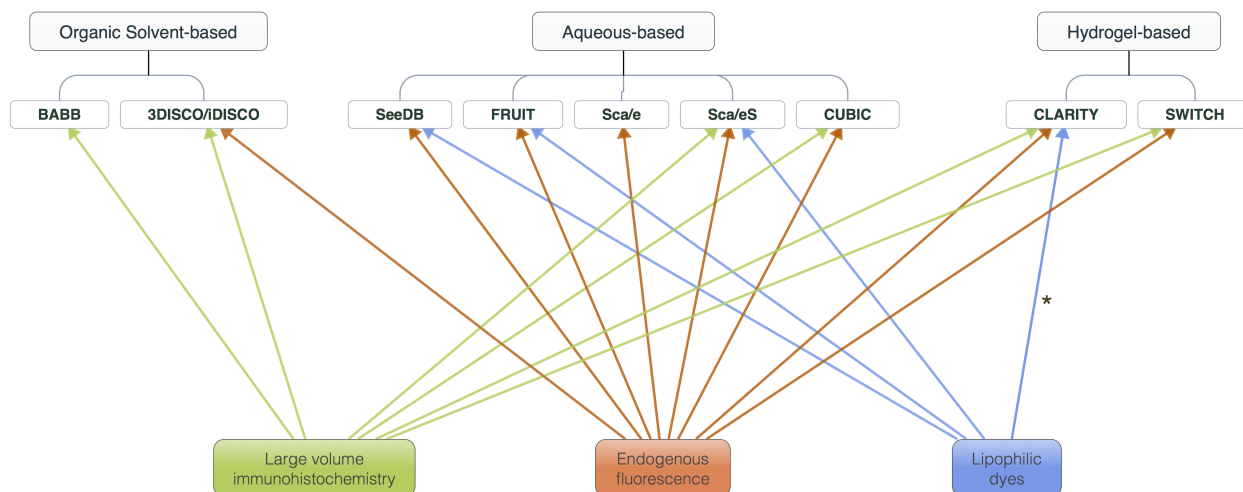 Organic Solvent-based
Aqueous-based
Hydrogel-based
BABB
3DISCO/iDISCO
SeeDB
FRUIT
Sca/e
Sca/eS
CUBIC
CLARITY
SWITCH
*
Large volume
immunohistochemistry
Endogenous
fluorescence
Lipophilic
dyes